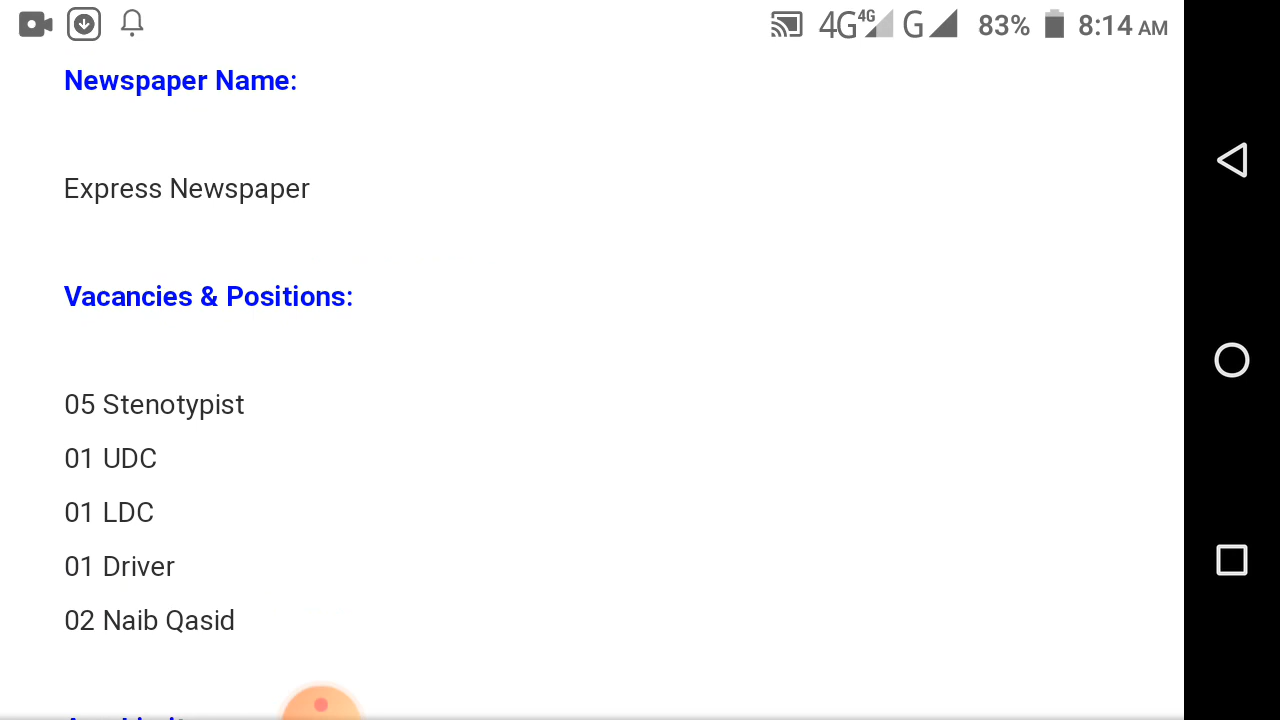 4G 4G G 83% 8:14 AM
Newspaper Name:
Express Newspaper
Vacancies & Positions:
05 Stenotypist
01 UDC
01 LDC
01 Driver
02 Naib Qasid